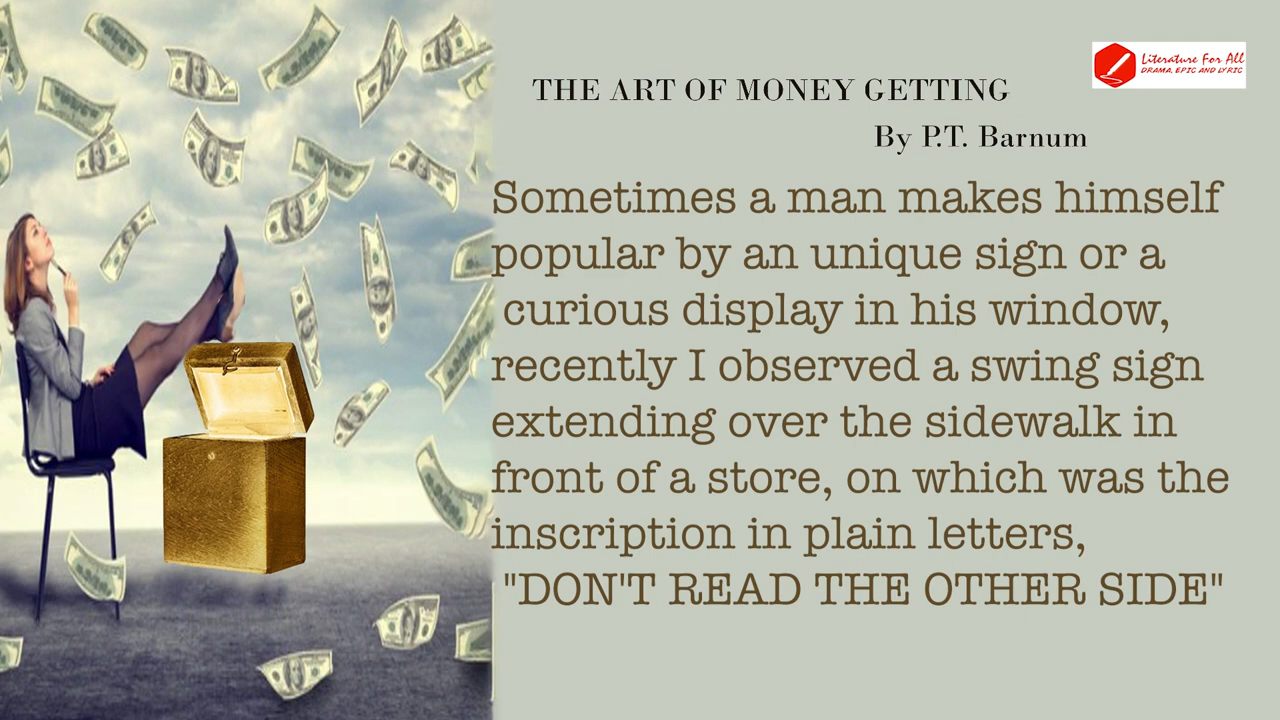 THE ART OF MONEY GETTING
By P.T. Barnum
Literature For All
DRAMA, EPIC AND LYRIC
Sometimes a man makes himself
popular by an unique sign or a
curious display in his window,
recently I observed a swing sign
extending over the sidewalk in
front of a store, on which was the
inscription in plain letters,
"DON'T READ THE OTHER SIDE"